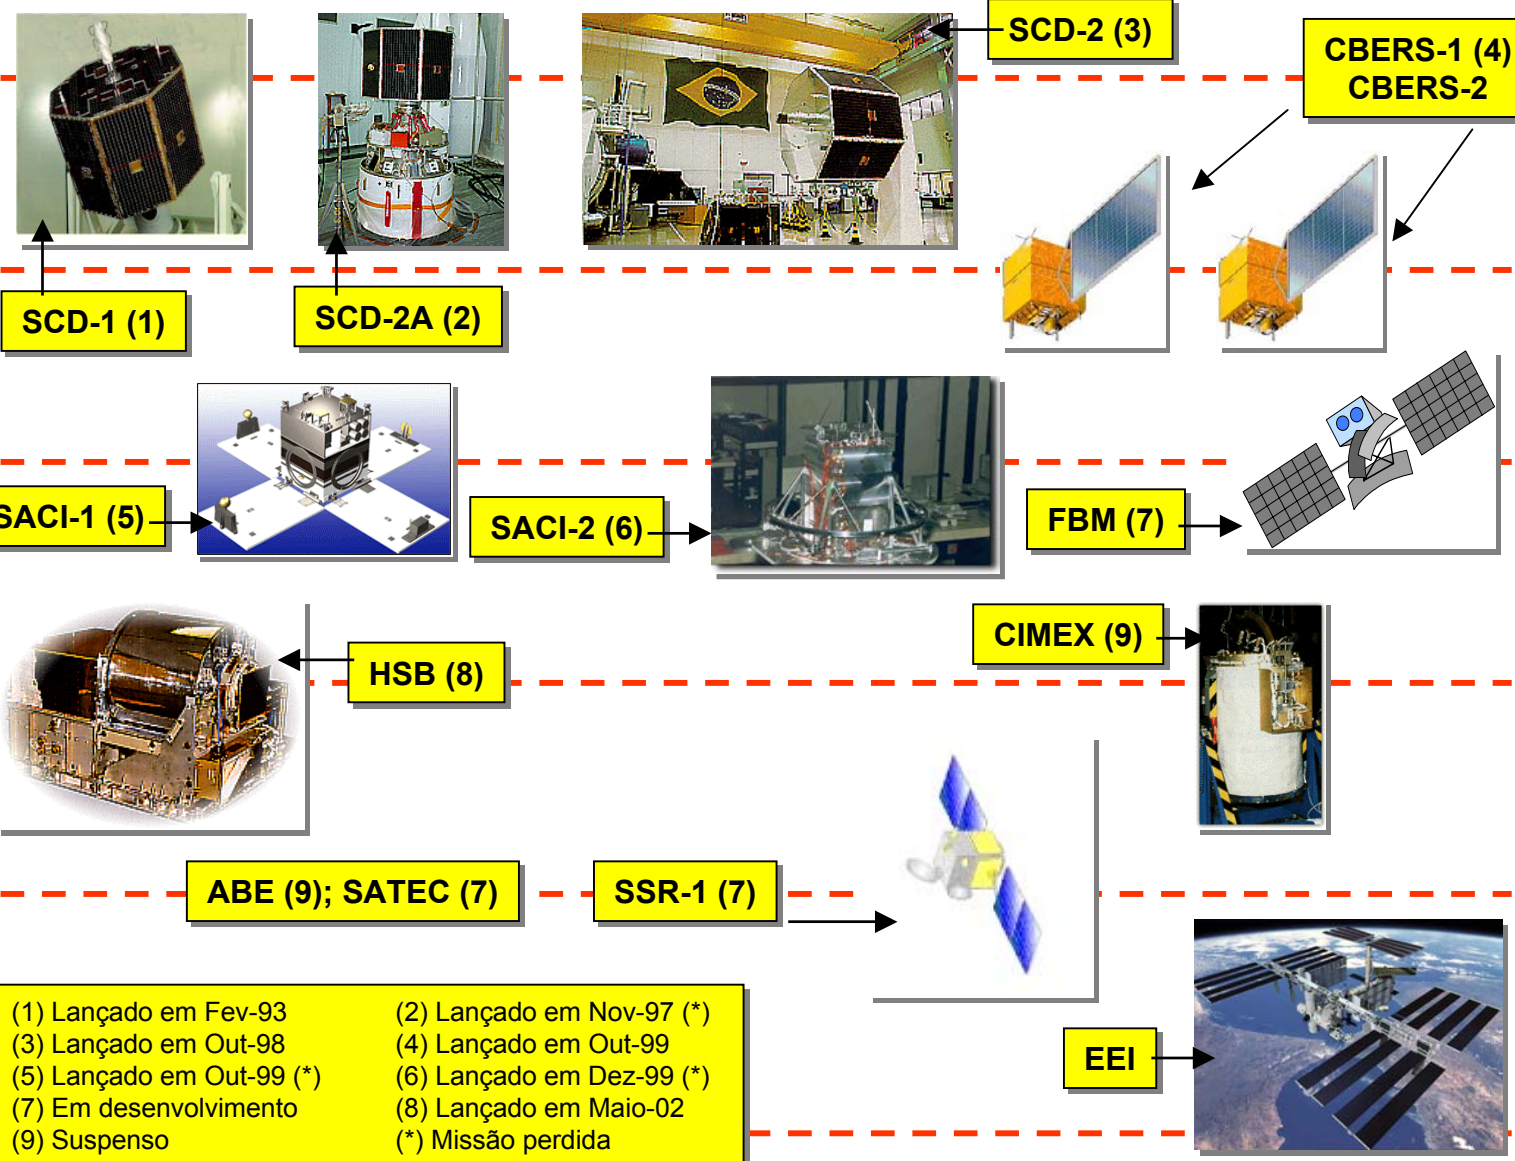 SCD-2 (3)
CBERS-1 (4)
CBERS-2
SCD-1 (1)
SCD-2A (2)
SACI-1 (5)
SACI-2 (6)
FBM (7)
HSB (8)
CIMEX (9)
ABE (9); SATEC (7)
SSR-1 (7)
EEI
(1) Lançado em Fev-93
(2) Lançado em Nov-97 (*)
(3) Lançado em Out-98
(4) Lançado em Out-99
(5) Lançado em Out-99 (*)
(6) Lançado em Dez-99 (*)
(7) Em desenvolvimento
(8) Lançado em Maio-02
(9) Suspenso
(*) Missão perdida